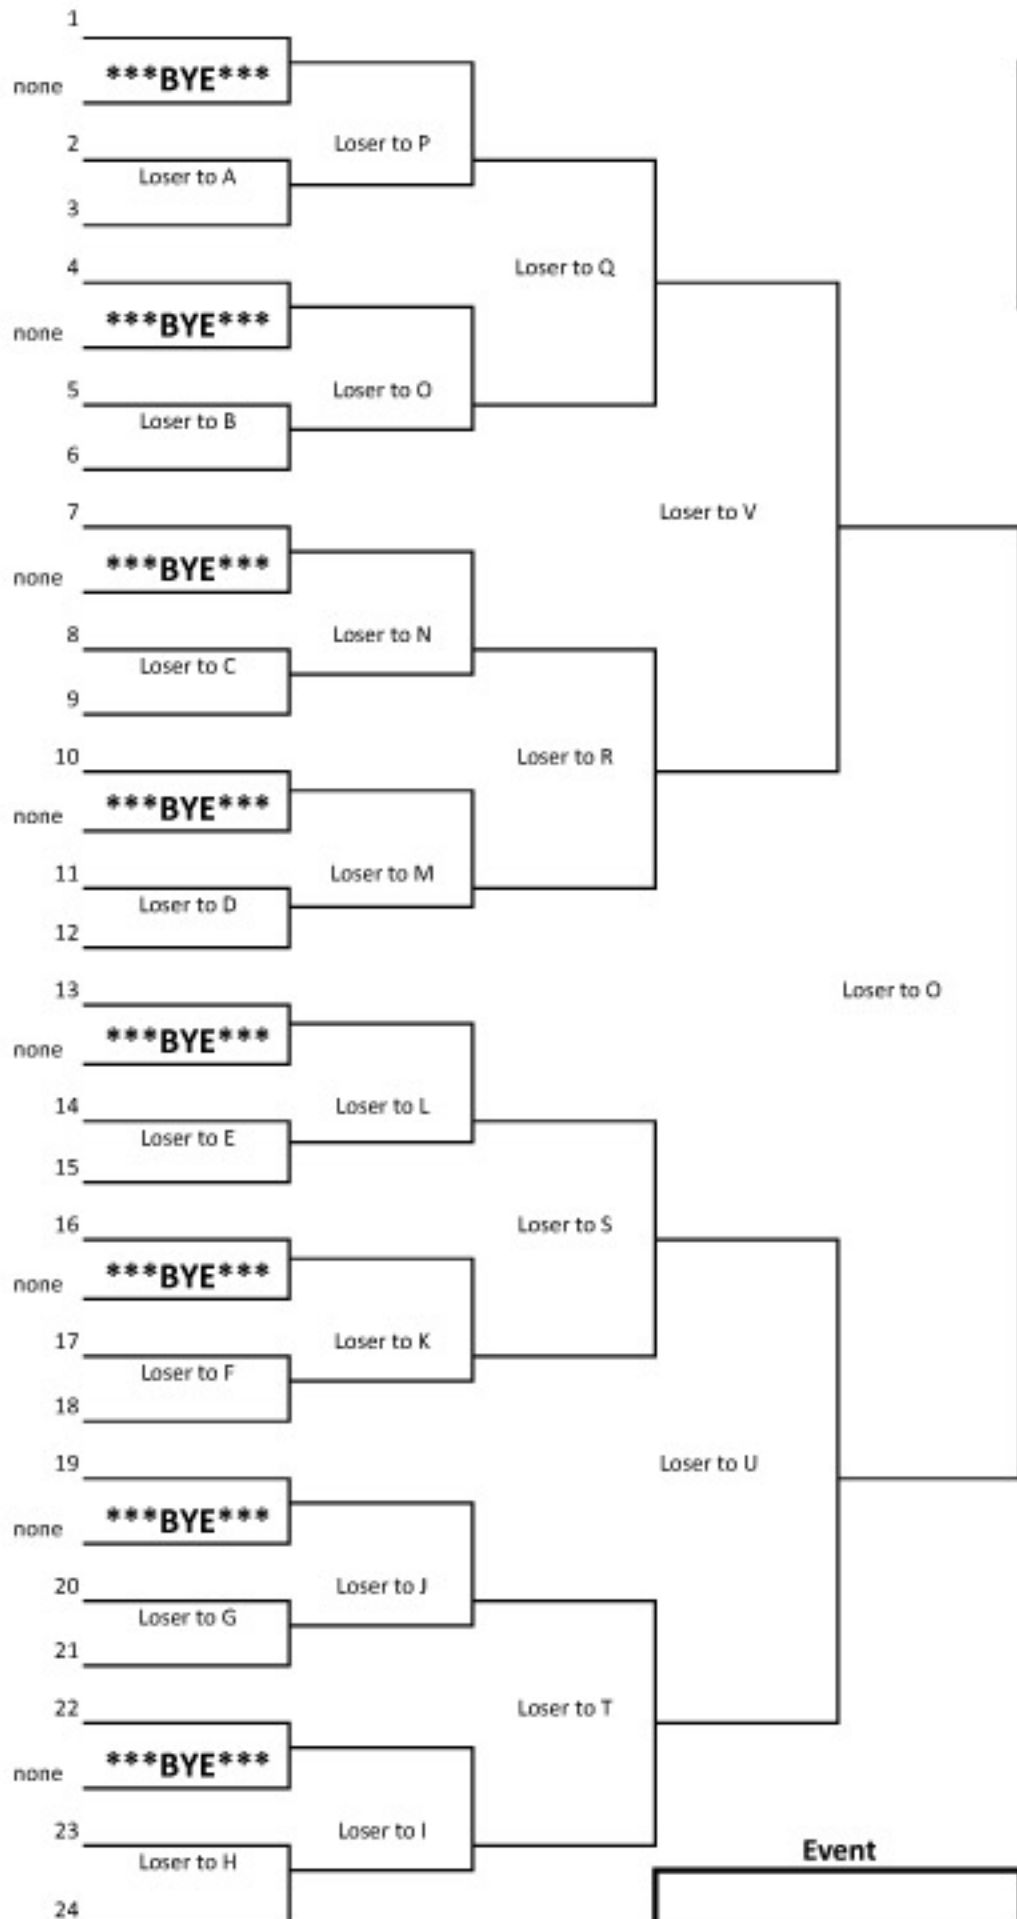 1
***BYE***
none
2
Loser to P
Loser to A
3
4
Loser to Q
***BYE***
none
5
Loser to O
Loser to B
6
7
Loser to V
***BYE***
none
8
Loser to N
Loser to C
9
10
Loser to R
***BYE***
none
11
Loser to M
Loser to D
12
13
Loser to O
***BYE***
none
14
Loser to L
Loser to E
15
16
Loser to S
***BYE***
none
17
Loser to K
Loser to F
18
19
Loser to U
***BYE***
none
20
Loser to J
Loser to G
21
22
Loser to T
***BYE***
none
23
Loser to I
Loser to H
24
Event